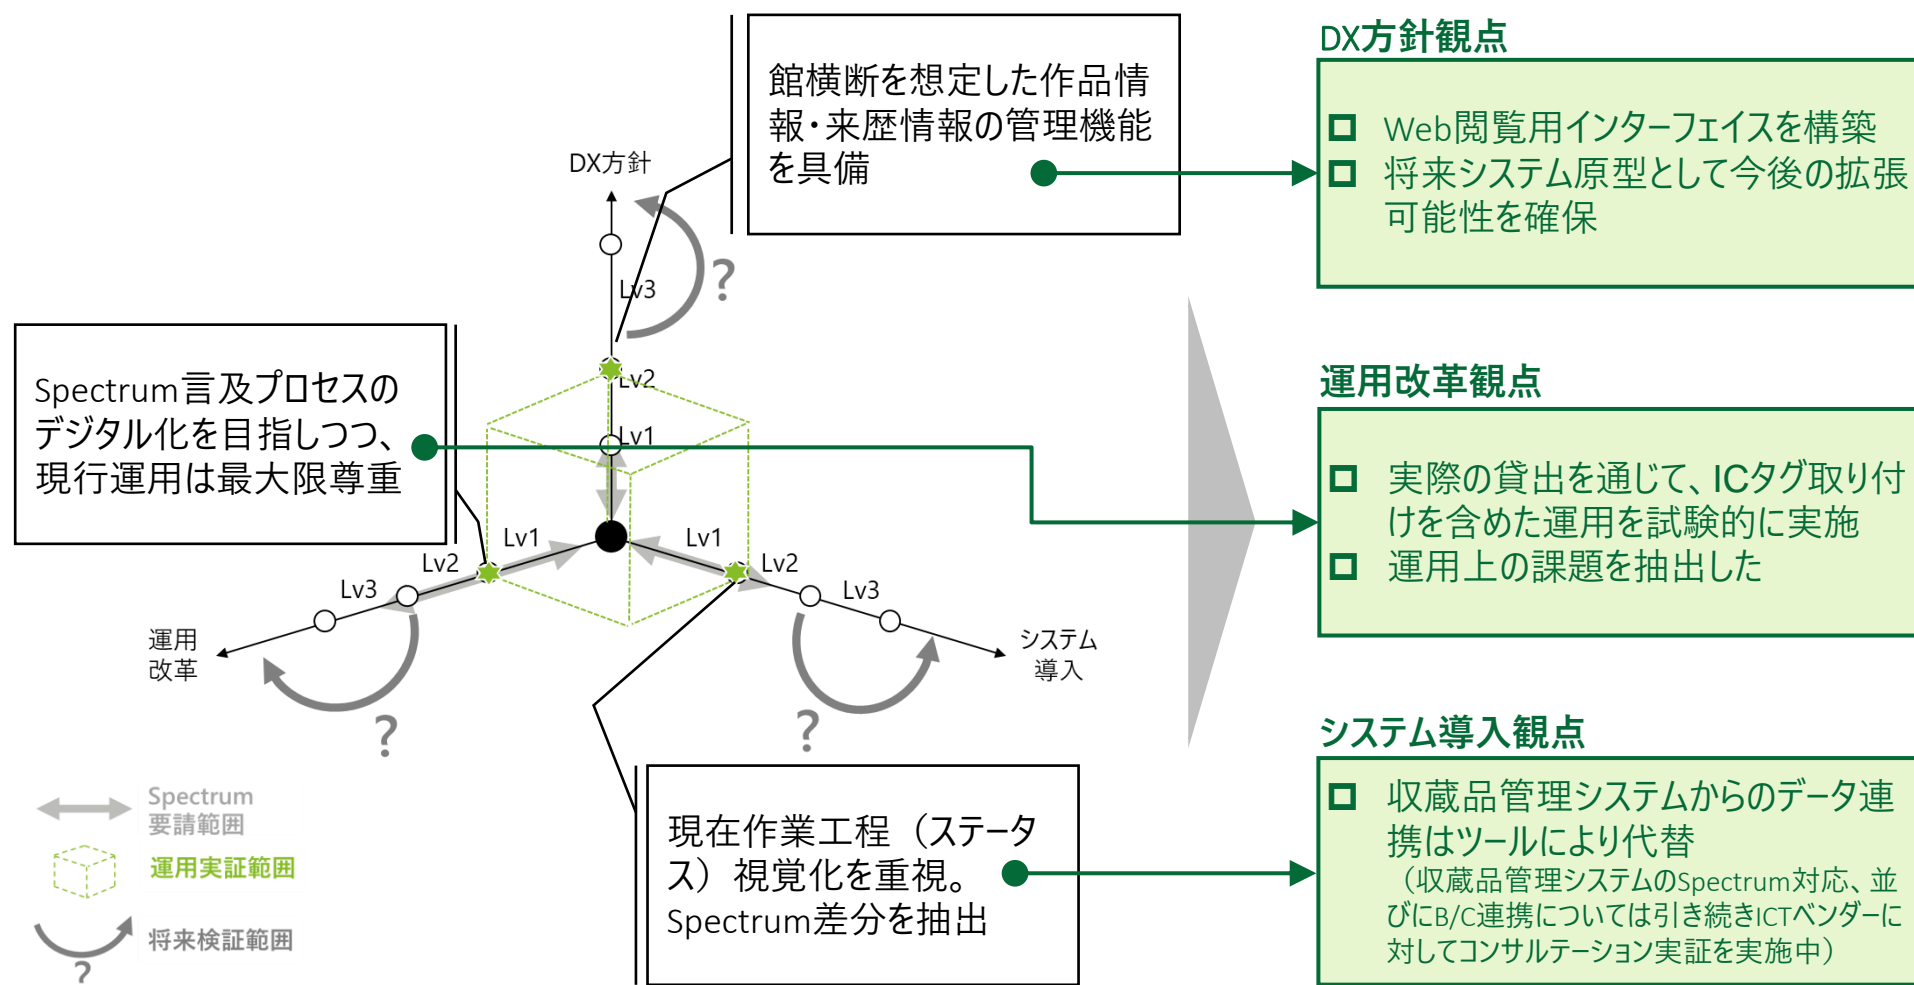 館横断を想定した作品情
報・来歴情報の管理機能
を具備
DX方針観点
Web閲覧用インターフェイスを構築
将来システム原型として今後の拡張
可能性を確保
DX方針
?
Lv3
Lv2
Lv1
Spectrum言及プロセスの
デジタル化を目指しつつ、
現行運用は最大限尊重
運用改革観点
実際の貸出を通じて、ICタグ取り付
けを含めた運用を試験的に実施
運用上の課題を抽出した
Lv1
Lv2
Lv3
運用
改革
?
Lv1
Lv2
Lv3
システム
導入
?
Spectrum
要請範囲
運用実証範囲
将来検証範囲
?
現在作業工程（ステータ
ス）視覚化を重視。
Spectrum差分を抽出
システム導入観点
収蔵品管理システムからのデータ連
携はツールにより代替
（収蔵品管理システムのSpectrum対応、並
びにB/C連携については引き続きICTベンダーに
対してコンサルテーション実証を実施中）